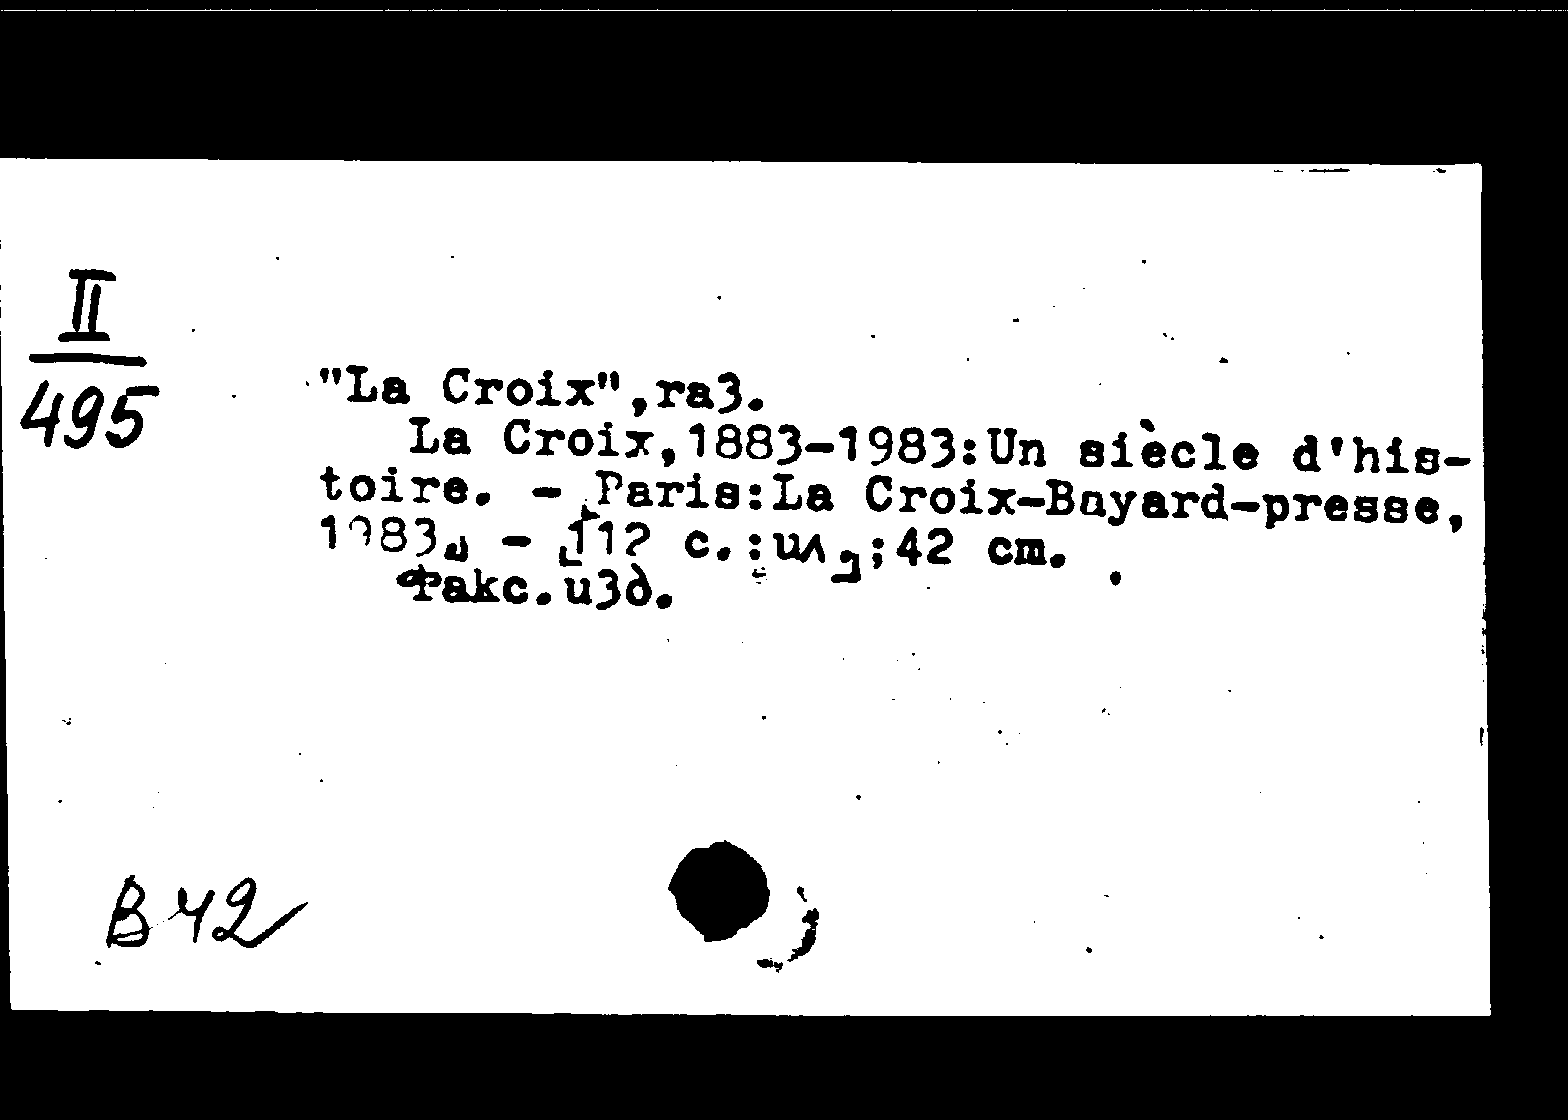 II
495
"La Croix", газ.
La Croix, 1883-1983: Un siècle d'his-
toire. - Paris: La Croix-Bayard-presse,
1983. - [112 с.: ил.]; 42 cm.
Факс. изд.
В 42